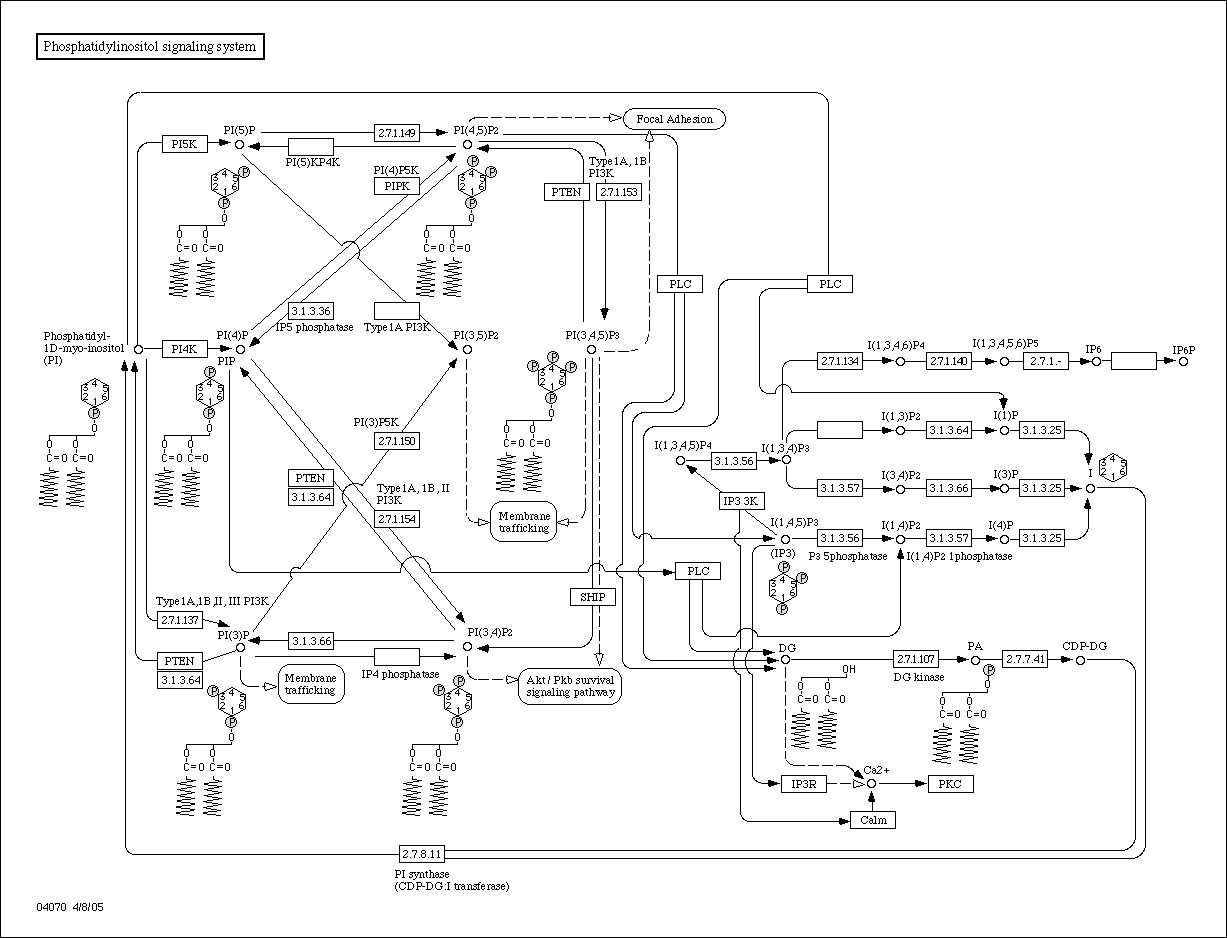 Phosphatidylinositol signaling system
Focal Adhesion
PI(5)P
2.7.1.149
PI(4,5)P2
PI5K
PI(5)KP4K
PI(4)P5K
PIPK
Type1A, 1B
PI3K
PTEN
2.7.1.153
PLC
PLC
3.1.3.36
IP5 phosphatase
Type1A PI3K
Phosphatidyl-
1D-myo-inositol
(PI)
PI4K
PI(4)P
PIP
PI(3,5)P2
PI(3,4,5)P3
2.7.1.134
I(1,3,4,6)P4
2.7.1.140
I(1,3,4,5,6)P5
2.7.1.-
IP6
IP6P
I(1,3)P2
3.1.3.64
I(1)P
3.1.3.25
PI(3)P5K
2.7.1.150
I(1,3,4,5)P4
3.1.3.56
I(1,3,4)P3
3.1.3.57
I(3,4)P2
3.1.3.66
I(3)P
3.1.3.25
I
PTEN
3.1.3.64
Type1A, 1B, II
PI3K
2.7.1.154
Membrane
trafficking
IP3 3K
I(1,4,5)P3
(IP3)
3.1.3.56
P3 5phosphatase
I(1,4)P2
3.1.3.57
I(1,4)P2 1phosphatase
I(4)P
3.1.3.25
PLC
SHIP
Type1A,1B,II, III PI3K
2.7.1.137
PI(3)P
3.1.3.66
PI(3,4)P2
PTEN
3.1.3.64
IP4 phosphatase
Membrane
trafficking
Akt / Pkb survival
signaling pathway
DG
2.7.1.107
DG kinase
PA
2.7.7.41
CDP-DG
OH
IP3R
Ca2+
PKC
Calm
2.7.8.11
PI synthase
(CDP-DG:I transferase)
04070 4/8/05